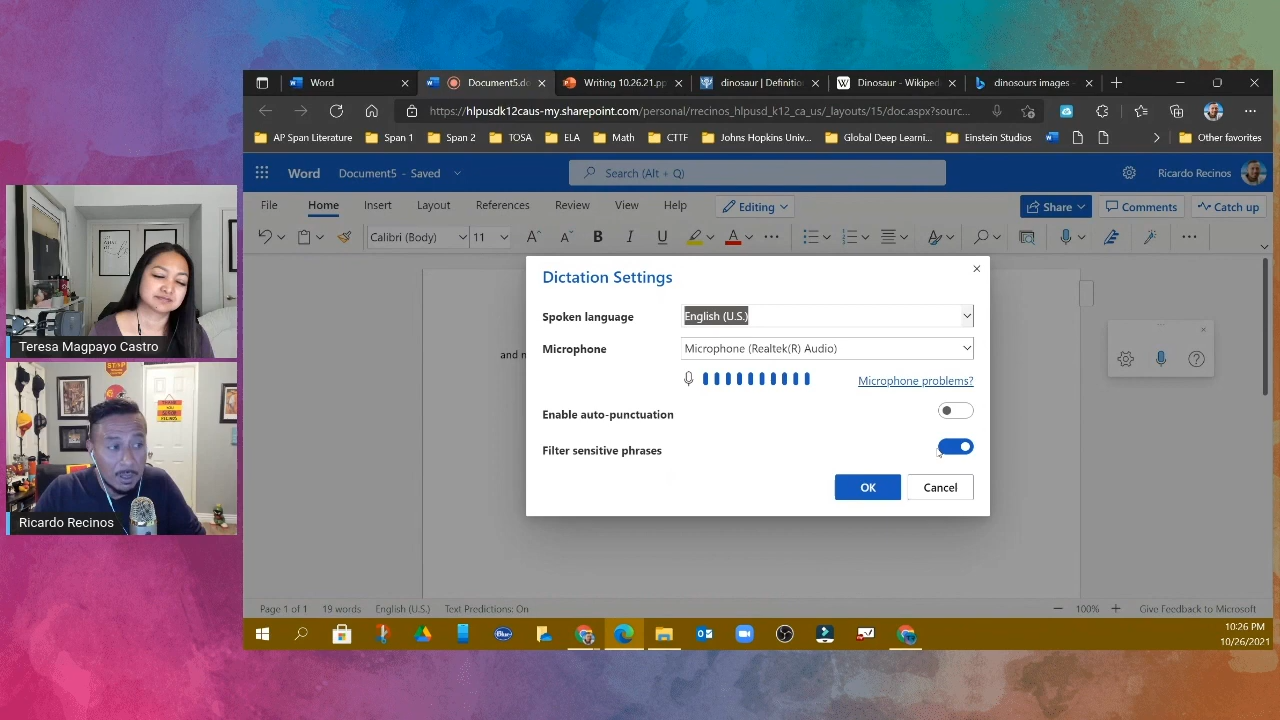 Word
Document5.do
Writing 10.26.21.pp
dinosaur | Definition
Dinosaur - Wikiped
dinosours images -
https://hlpusdk12caus-my.sharepoint.com/personal/rrecinos_hlpusd_k12_ca_us/_layouts/15/doc.aspx?sourc...
AP Span Literature
Span 1
Span 2
TOSA
ELA
Math
CTTF
Johns Hopkins Univ...
Global Deep Learni...
Einstein Studios
Other favorites
Word
Document5 - Saved
Search (Alt + Q)
Ricardo Recinos
File
Home
Insert
Layout
References
Review
View
Help
Editing
Share
Comments
Catch up
Calibri (Body)
11
Dictation Settings
Spoken language
English (U.S.)
Microphone
Microphone (Realtek(R) Audio)
Microphone problems?
Enable auto-punctuation
Filter sensitive phrases
OK
Cancel
Teresa Magpayo Castro
STOP
Ricardo Recinos
Page 1 of 1
19 words
English (U.S.)
Text Predictions: On
100%
Give Feedback to Microsoft
10:26 PM
10/26/2021